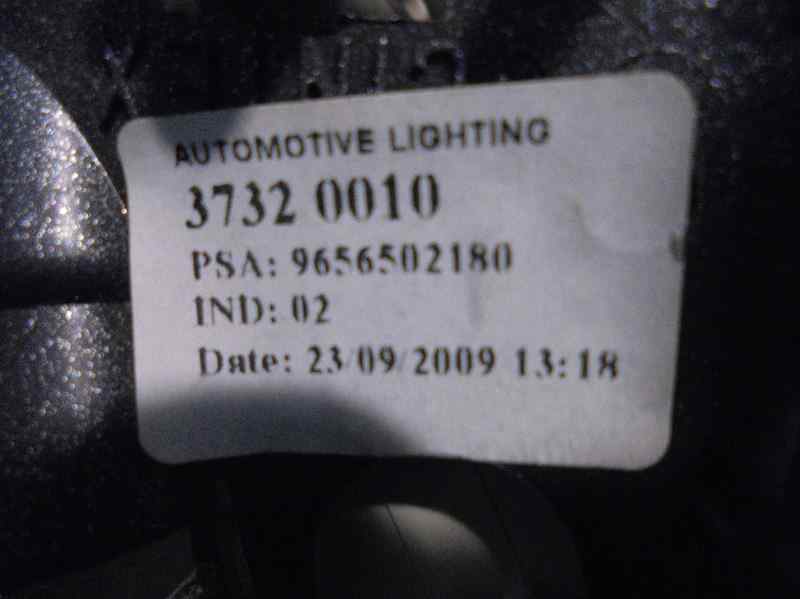 AUTOMOTIVE LIGHTING
3732 0010
PSA: 9656502180
IND: 02
Date: 23/09/2009 13:18